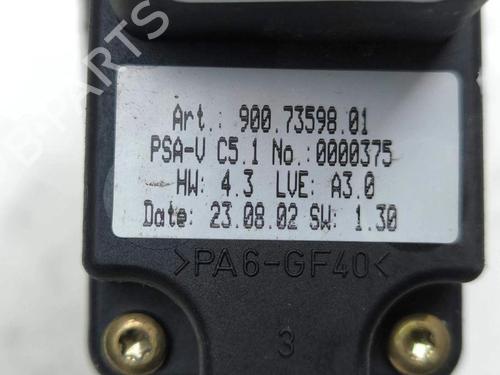 Art.: 900.73598.01
PSA-V C5.1 No.:0000375
HW: 4.3 LVE: A3.0
Date: 23.08.02 SW: 1.30
>PA6-GF40<
3